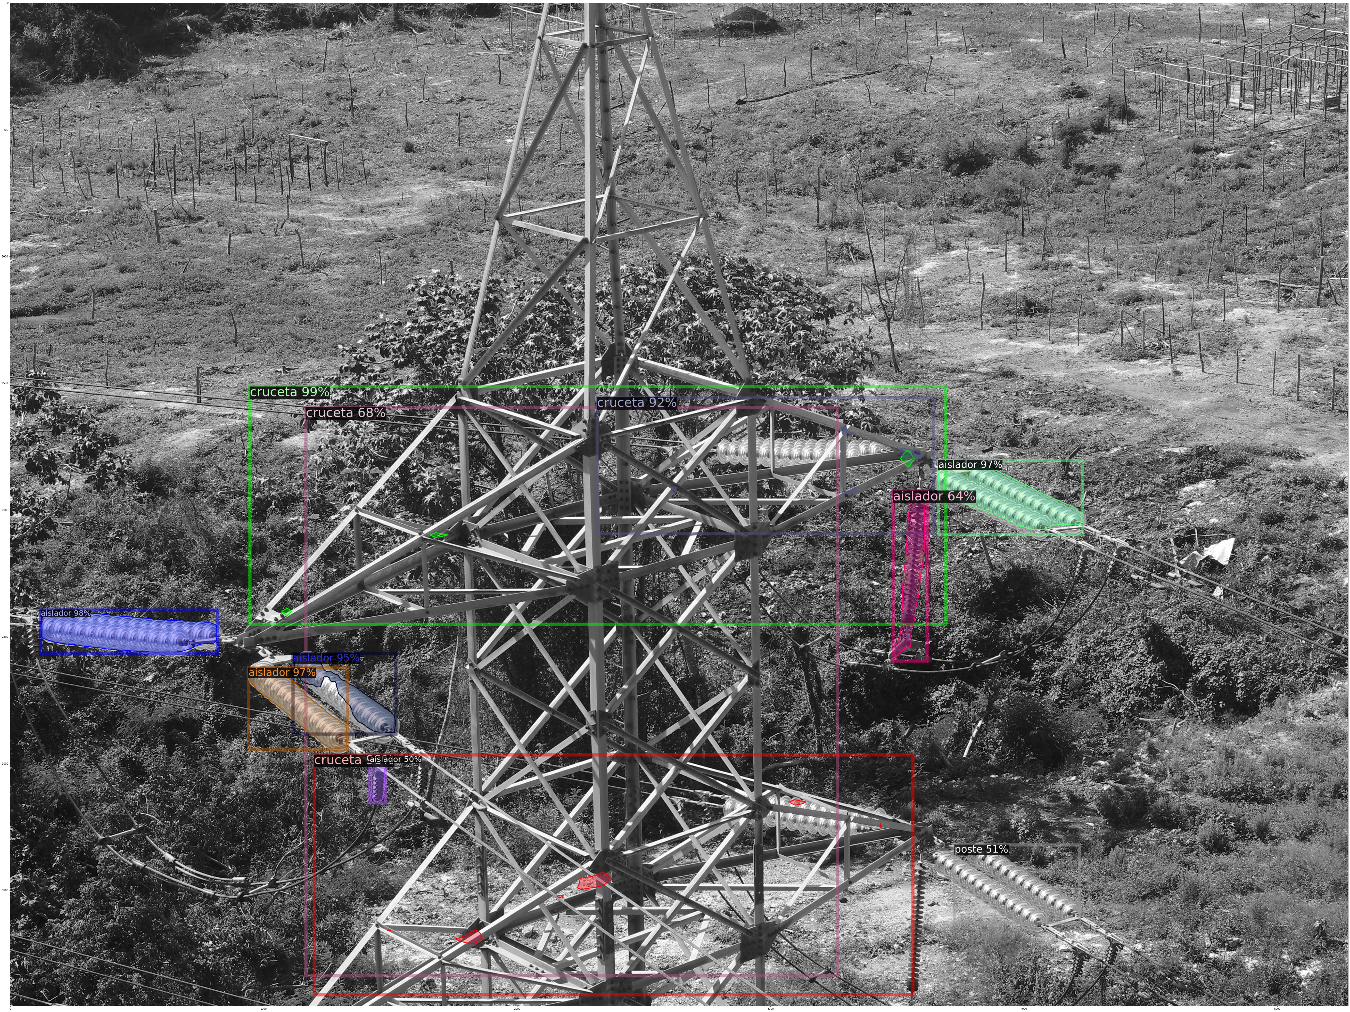 cruceta 99%
cruceta 92%
cruceta 68%
aislador 97%
aislador 64%
aislador 98%
aislador 95%
aislador 97%
cruceta
aislador 50%
poste 51%